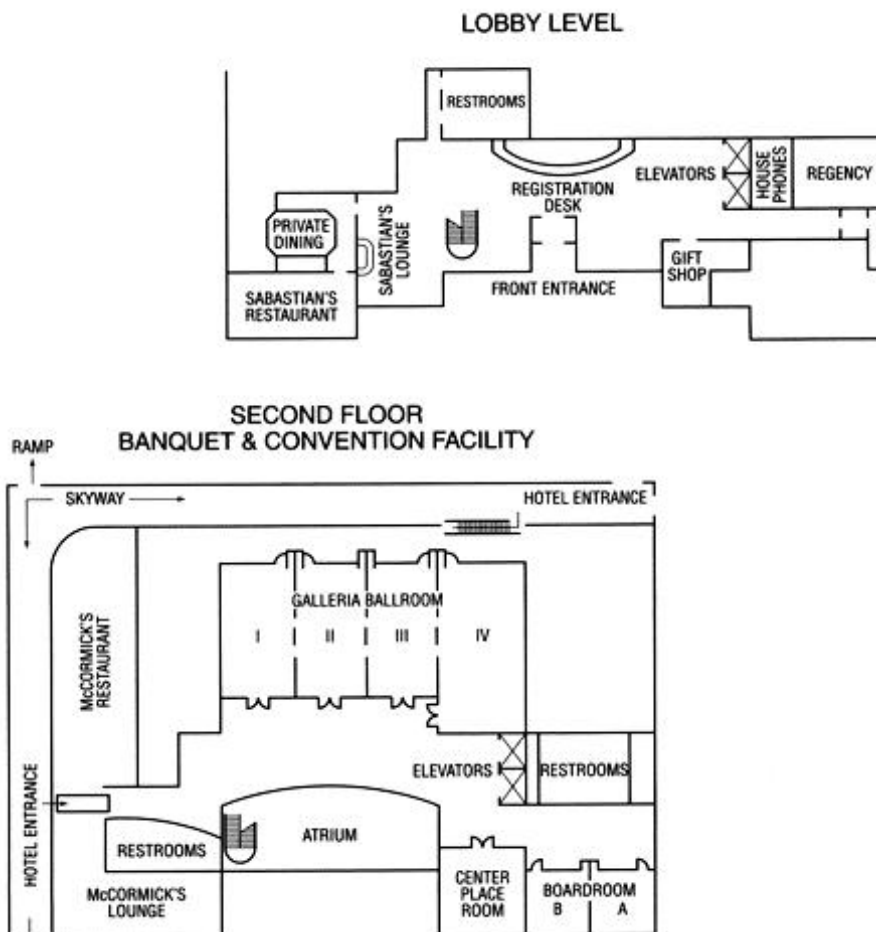 LOBBY LEVEL
RESTROOMS
ELEVATORS
HOUSE
PHONES
REGENCY
REGISTRATION
DESK
PRIVATE
DINING
SABASTIAN'S
LOUNGE
GIFT
SHOP
SABASTIAN'S
RESTAURANT
FRONT ENTRANCE
SECOND FLOOR
BANQUET & CONVENTION FACILITY
RAMP
SKYWAY
HOTEL ENTRANCE
GALLERIA BALLROOM
I II III IV
McCORMICK'S
RESTAURANT
ELEVATORS
RESTROOMS
HOTEL ENTRANCE
ATRIUM
RESTROOMS
McCORMICK'S
LOUNGE
CENTER
PLACE
ROOM
BOARDROOM
B A